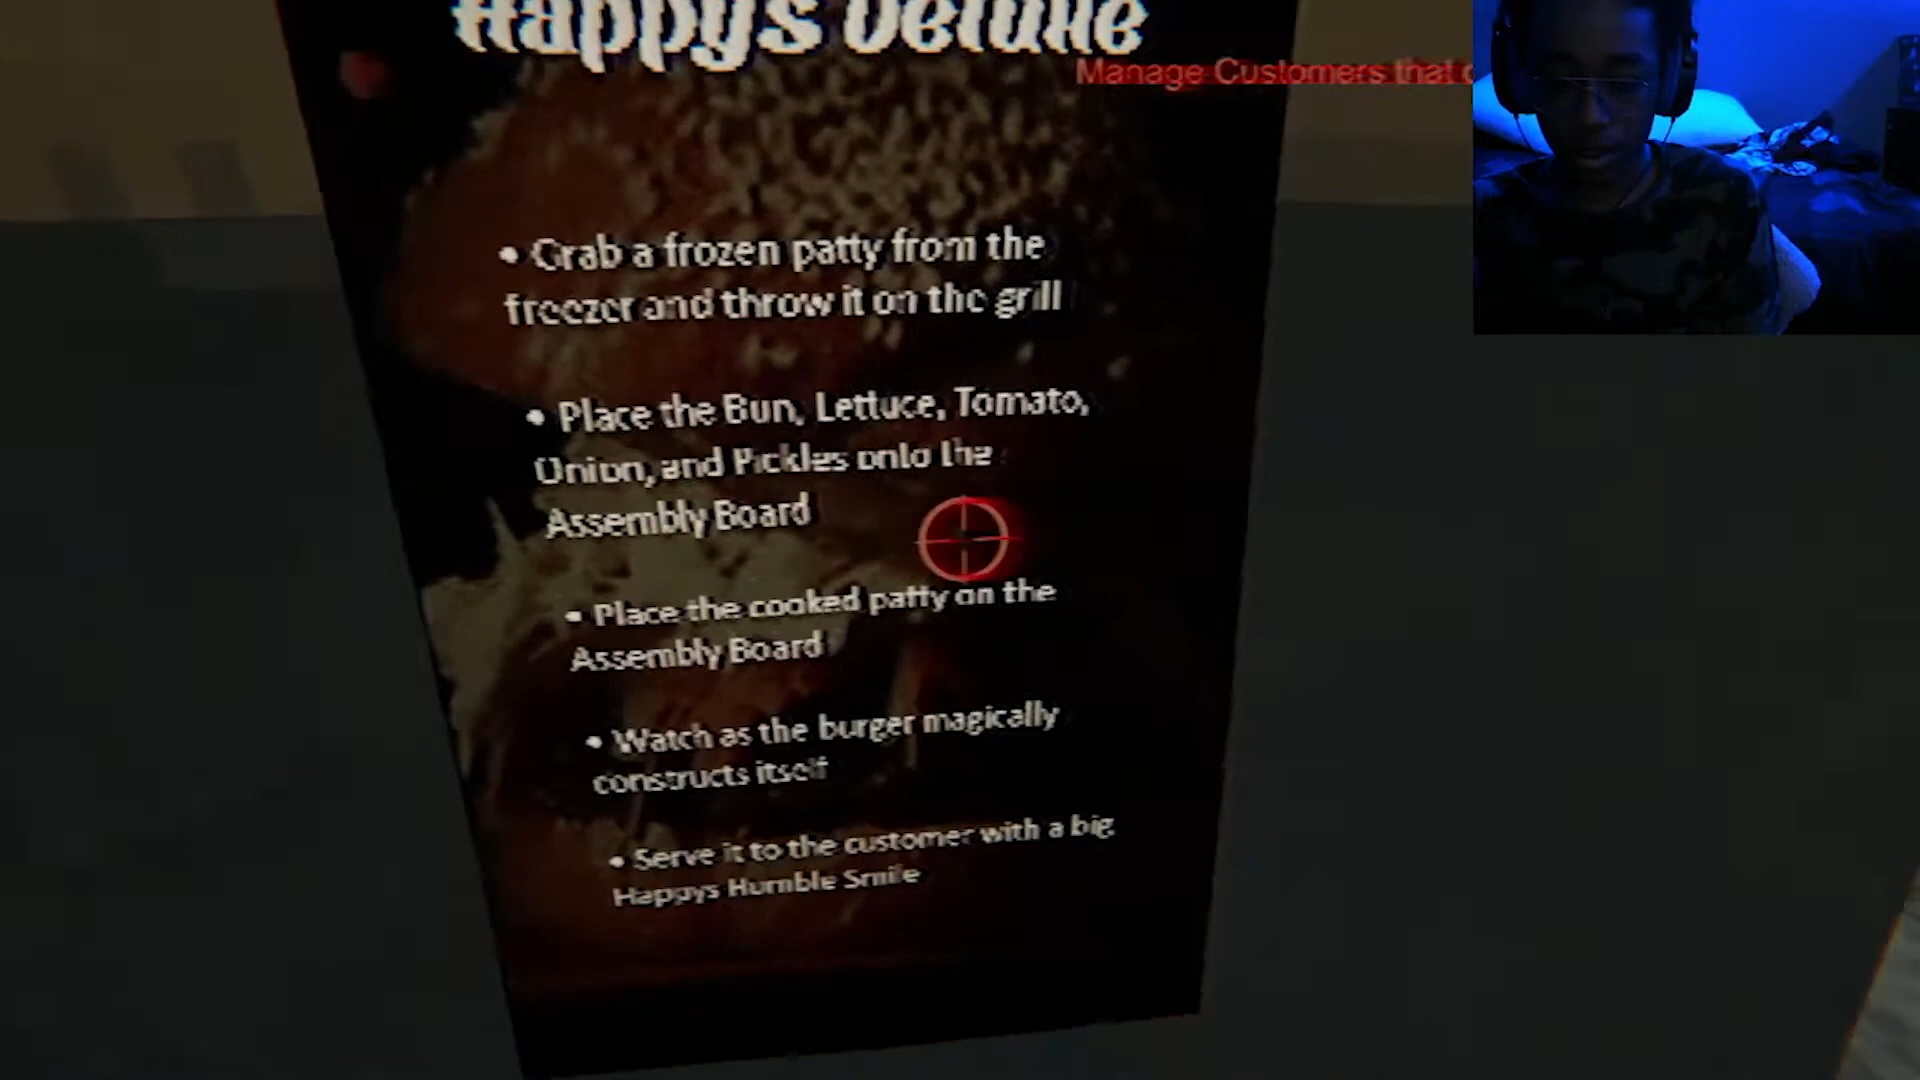 Happys Deluxe
Manage Customers that
• Grab a frozen patty from the
freezer and throw it on the grill
• Place the Bun, Lettuce, Tomato,
Onion, and Pickles onto the
Assembly Board
• Place the cooked patty on the
Assembly Board
• Watch as the burger magically
constructs itself
• Serve it to the customer with a big
Happys Humble Smile